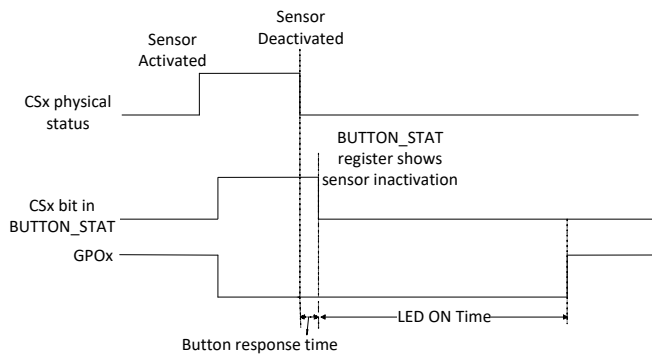 Sensor
Deactivated
Sensor
Activated
CSx physical
status
BUTTON_STAT
register shows
sensor inactivation
CSx bit in
BUTTON_STAT
GPOx
LED ON Time
Button response time